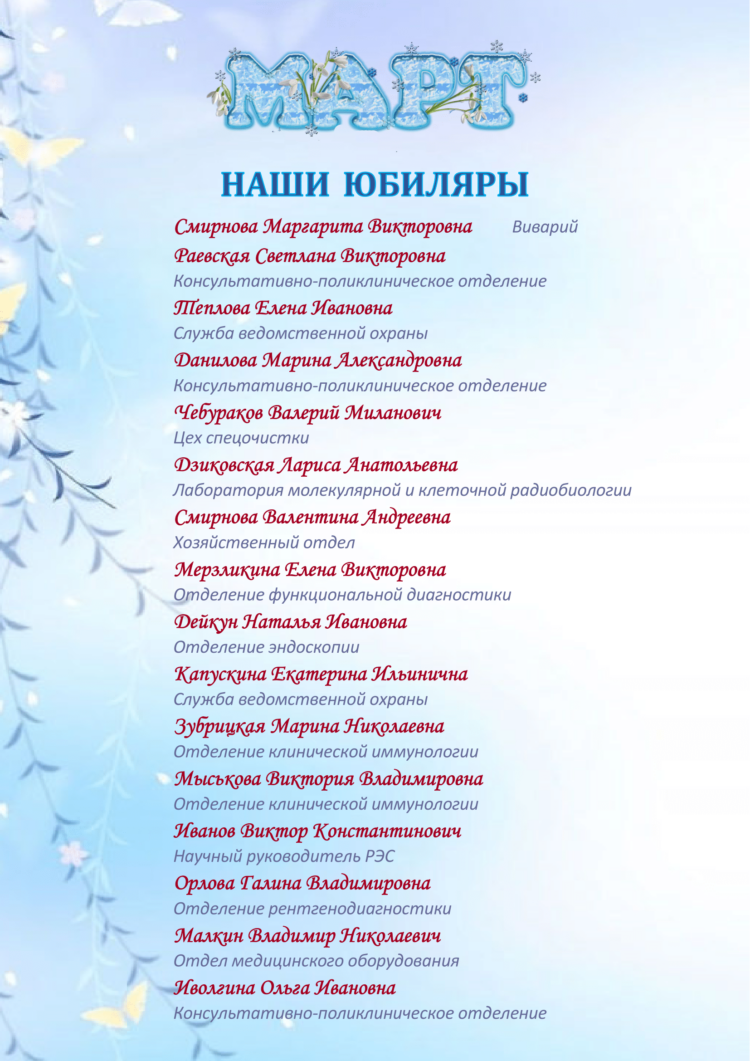 МАРТ
НАШИ ЮБИЛЯРЫ
Смирнова Маргарита Викторовна Виварий
Раевская Светлана Викторовна
Консультативно-поликлиническое отделение
Теплова Елена Ивановна
Служба ведомственной охраны
Данилова Марина Александровна
Консультативно-поликлиническое отделение
Чебураков Валерий Миланович
Цех спецочистки
Дзиковская Лариса Анатольевна
Лаборатория молекулярной и клеточной радиобиологии
Смирнова Валентина Андреевна
Хозяйственный отдел
Мерзликина Елена Викторовна
Отделение функциональной диагностики
Дейкун Наталья Ивановна
Отделение эндоскопии
Капускина Екатерина Ильинична
Служба ведомственной охраны
Зубрицкая Марина Николаевна
Отделение клинической иммунологии
Мыськова Виктория Владимировна
Отделение клинической иммунологии
Иванов Виктор Константинович
Научный руководитель РЭС
Орлова Галина Владимировна
Отделение рентгенодиагностики
Малкин Владимир Николаевич
Отдел медицинского оборудования
Иволгина Ольга Ивановна
Консультативно-поликлиническое отделение